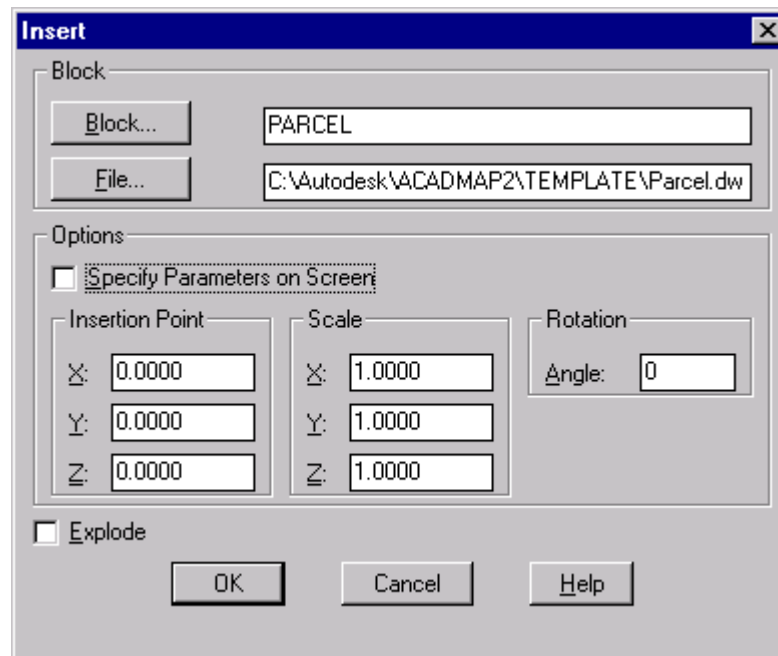 Insert
Block
Block... PARCEL
File... C:\Autodesk\ACADMAP2\TEMPLATE\Parcel.dw
Options
Specify Parameters on Screen
Insertion Point Scale Rotation
X: 0.0000 X: 1.0000 Angle: 0
Y: 0.0000 Y: 1.0000
Z: 0.0000 Z: 1.0000
Explode
OK Cancel Help